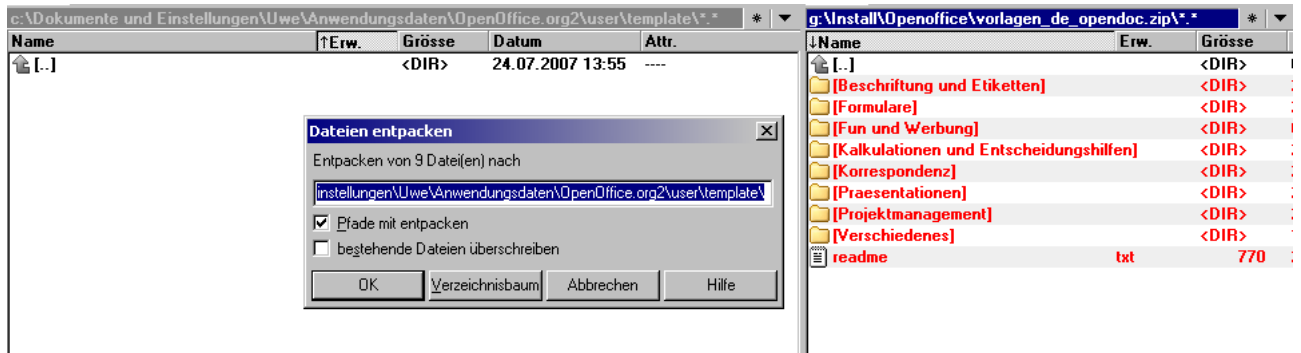 c:\Dokumente und Einstellungen\Uwe\Anwendungsdaten\OpenOffice.org2\user\template\*.* * ▼
Name ↑Erw. Grösse Datum Attr.
[..] <DIR> 24.07.2007 13:55 ----
Dateien entpacken
Entpacken von 9 Datei(en) nach
instellungen\Uwe\Anwendungsdaten\OpenOffice.org2\user\template\
Pfade mit entpacken
bestehende Dateien überschreiben
OK Verzeichnisbaum Abbrechen Hilfe
g:\Install\Openoffice\vorlagen_de_opendoc.zip\*.* * ▼
↓Name Erw. Grösse
[..] <DIR>
[Beschriftung und Etiketten] <DIR>
[Formulare] <DIR>
[Fun und Werbung] <DIR>
[Kalkulationen und Entscheidungshilfen] <DIR>
[Korrespondenz] <DIR>
[Praesentationen] <DIR>
[Projektmanagement] <DIR>
[Verschiedenes] <DIR>
readme txt 770